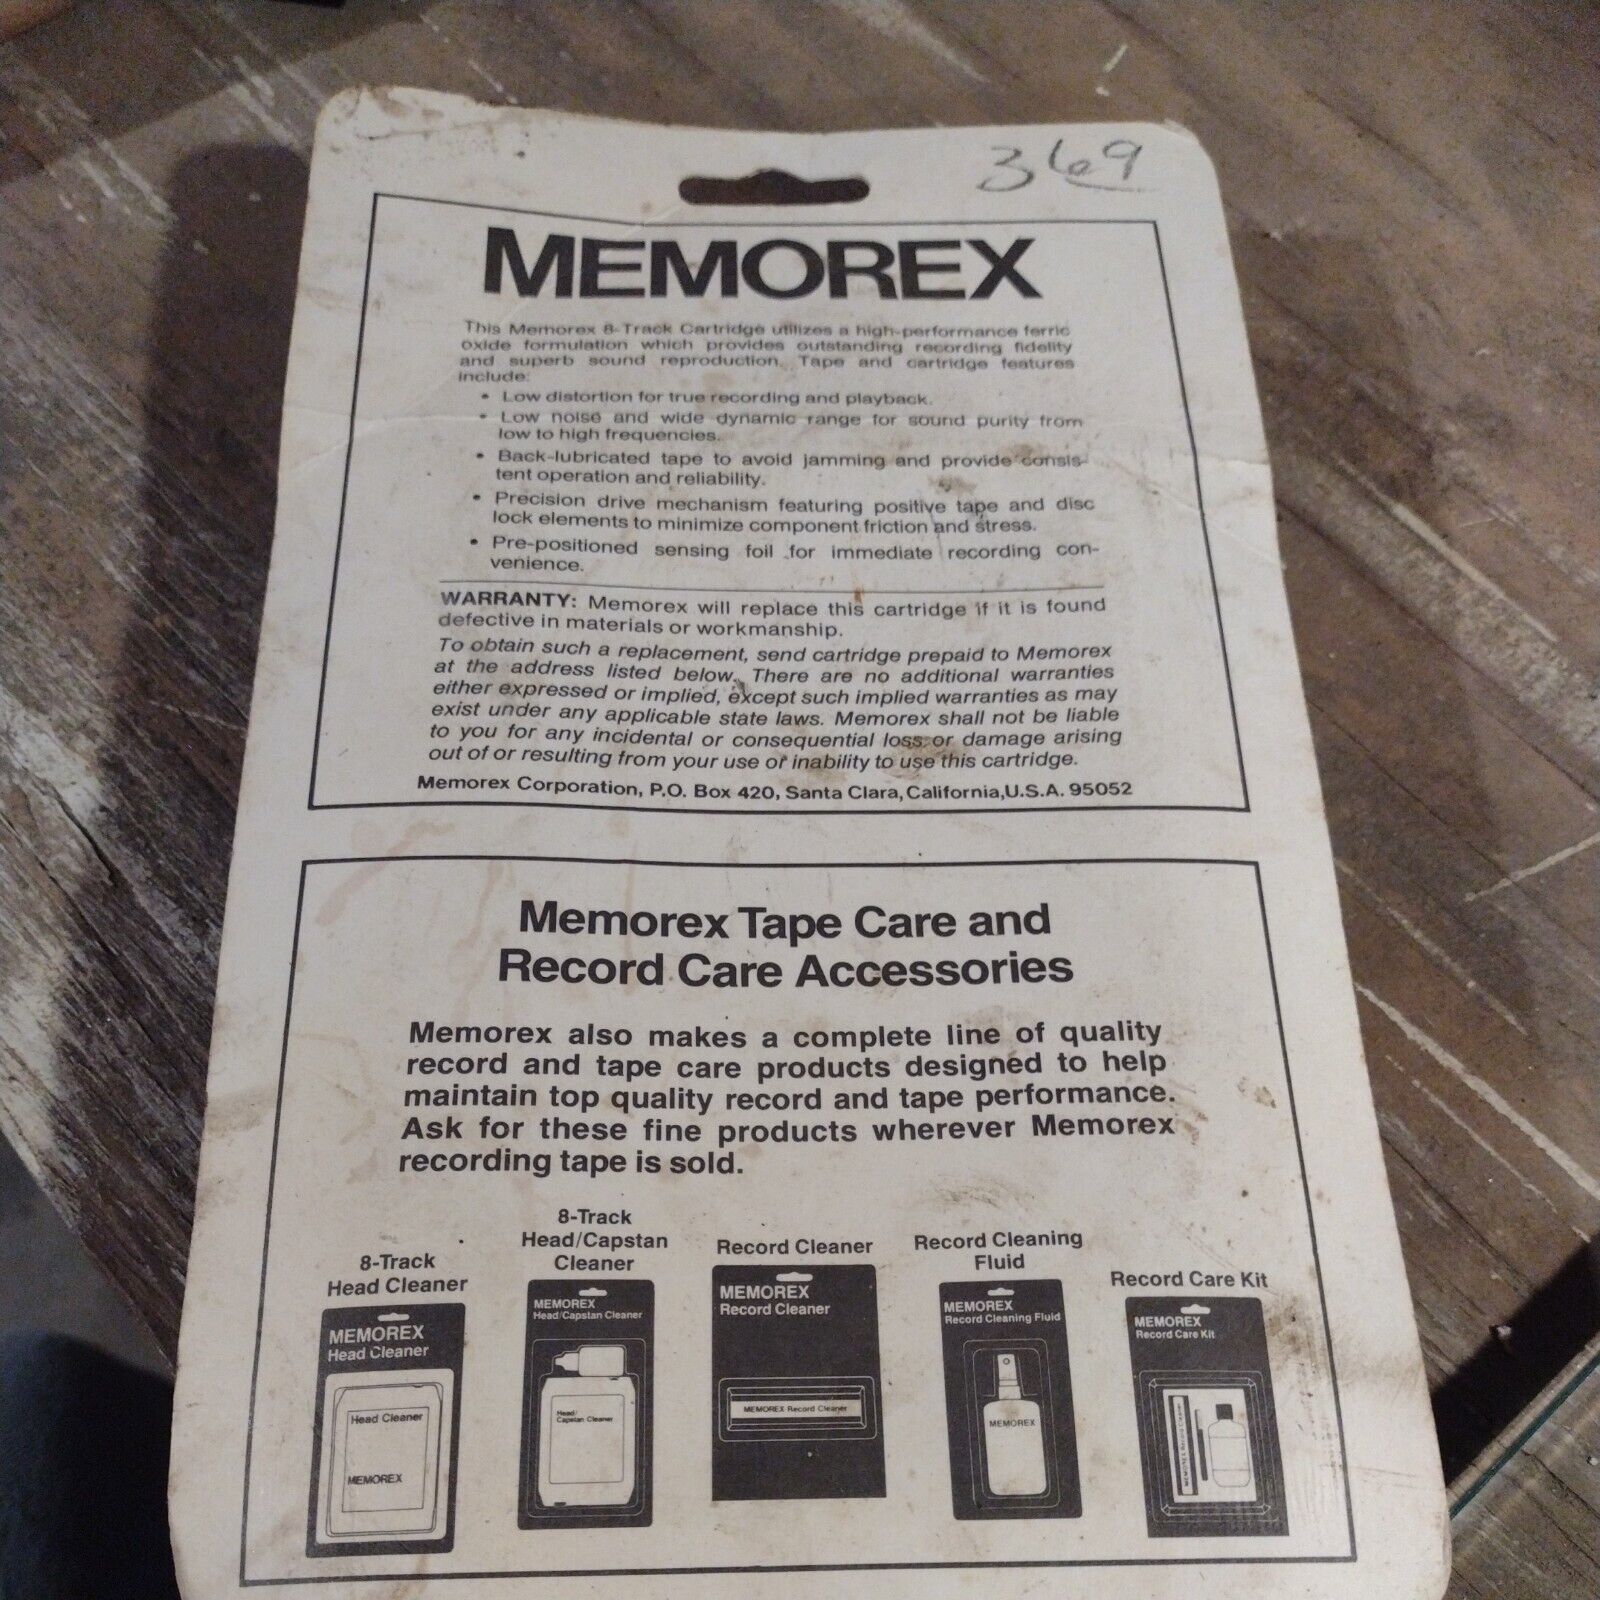 369
MEMOREX
This Memorex 8-Track Cartridge utilizes a high-performance ferric
oxide formulation which provides outstanding recording fidelity
and superb sound reproduction. Tape and cartridge features
include:
• Low distortion for true recording and playback.
• Low noise and wide dynamic range for sound purity from
low to high frequencies.
• Back-lubricated tape to avoid jamming and provide consis-
tent operation and reliability.
• Precision drive mechanism featuring positive tape and disc
lock elements to minimize component friction and stress.
• Pre-positioned sensing foil for immediate recording con-
venience.
WARRANTY: Memorex will replace this cartridge if it is found
defective in materials or workmanship.
To obtain such a replacement, send cartridge prepaid to Memorex
at the address listed below. There are no additional warranties
either expressed or implied, except such implied warranties as may
exist under any applicable state laws. Memorex shall not be liable
to you for any incidental or consequential loss or damage arising
out of or resulting from your use or inability to use this cartridge.
Memorex Corporation, P.O. Box 420, Santa Clara, California, U.S.A. 95052
Memorex Tape Care and
Record Care Accessories
Memorex also makes a complete line of quality
record and tape care products designed to help
maintain top quality record and tape performance.
Ask for these fine products wherever Memorex
recording tape is sold.
8-Track
Head Cleaner
MEMOREX
Head Cleaner
Head Cleaner
MEMOREX
8-Track
Head/Capstan
Cleaner
MEMOREX
Head/Capstan Cleaner
Head/
Capstan Cleaner
Record Cleaner
MEMOREX
Record Cleaner
MEMOREX Record Cleaner
Record Cleaning
Fluid
MEMOREX
Record Cleaning Fluid
MEMOREX
Record Care Kit
MEMOREX
Record Care Kit
MEMOREX Record Cleaner